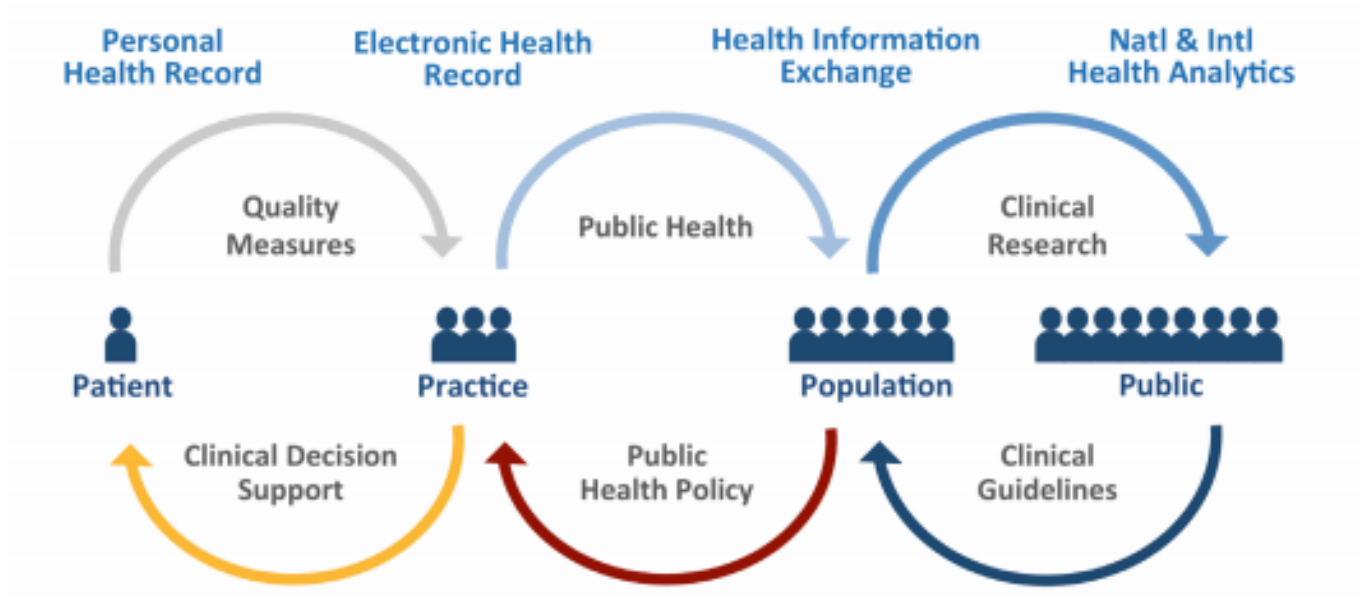 Personal
Health Record
Electronic Health
Record
Health Information
Exchange
Natl & Intl
Health Analytics
Quality
Measures
Public Health
Clinical
Research
Patient
Practice
Population
Public
Clinical Decision
Support
Public
Health Policy
Clinical
Guidelines